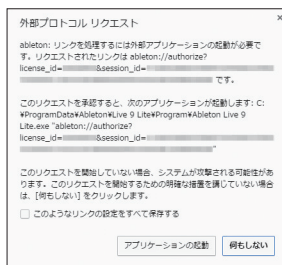 外部プロトコル リクエスト
×
ableton: リンクを処理するには外部アプリケーションの起動が必要で
す。リクエストされたリンクは ableton://authorize?
license_id= &session_id=
です。
このリクエストを承認すると、次のアプリケーションが起動します: C:
¥ProgramData¥Ableton¥Live 9 Lite¥Program¥Ableton Live 9
Lite.exe "ableton://authorize?
license_id= &session_id=
"
このリクエストを開始していない場合、システムが攻撃される可能性があ
ります。このリクエストを開始するための明確な措置を講じていない場合
は、[何もしない] をクリックします。
このようなリンクの設定をすべて保存する
アプリケーションの起動 何もしない